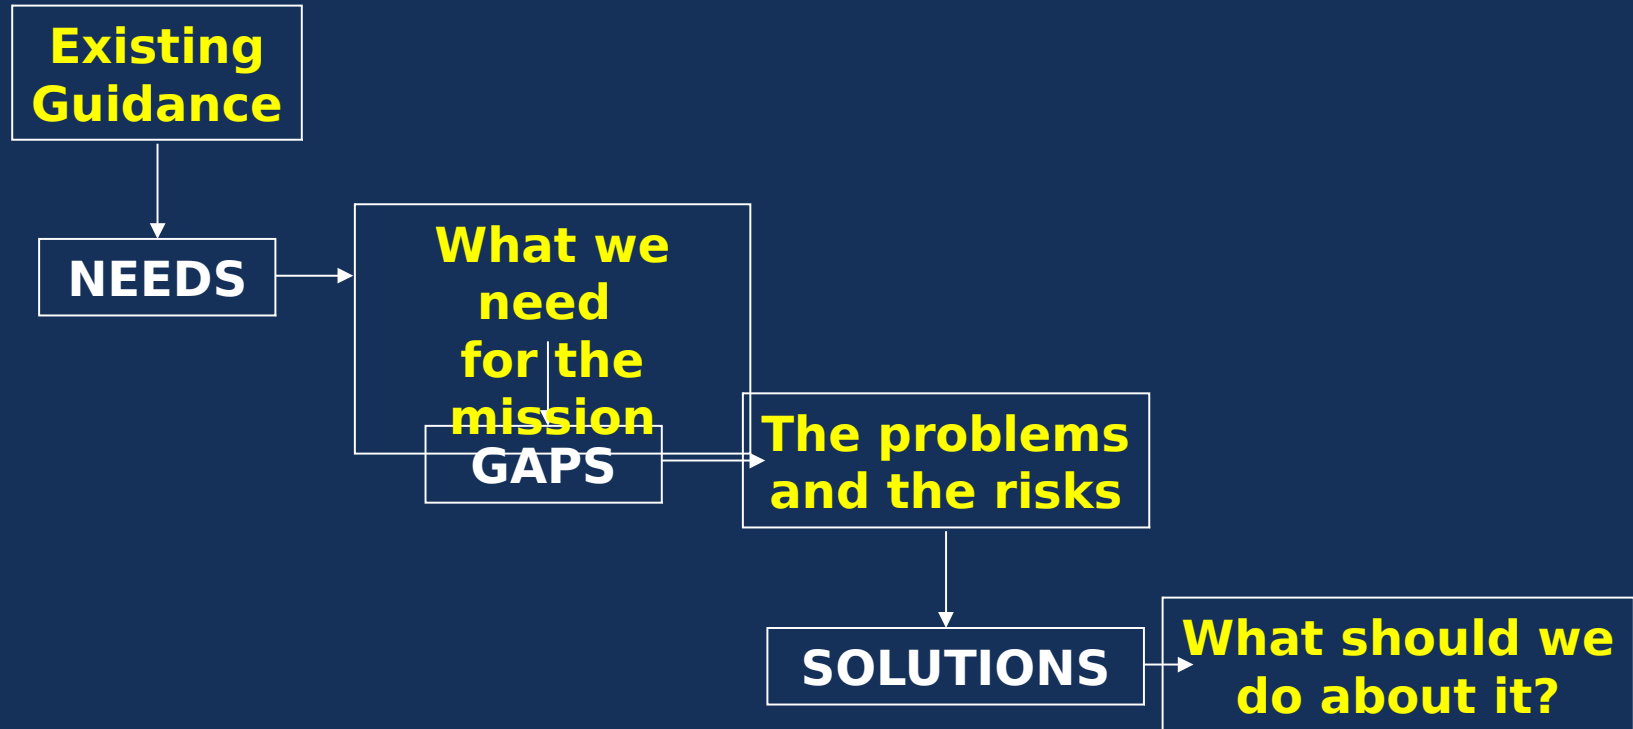 Existing
Guidance
NEEDS
What we
need
for the
mission
GAPS
The problems
and the risks
SOLUTIONS
What should we
do about it?